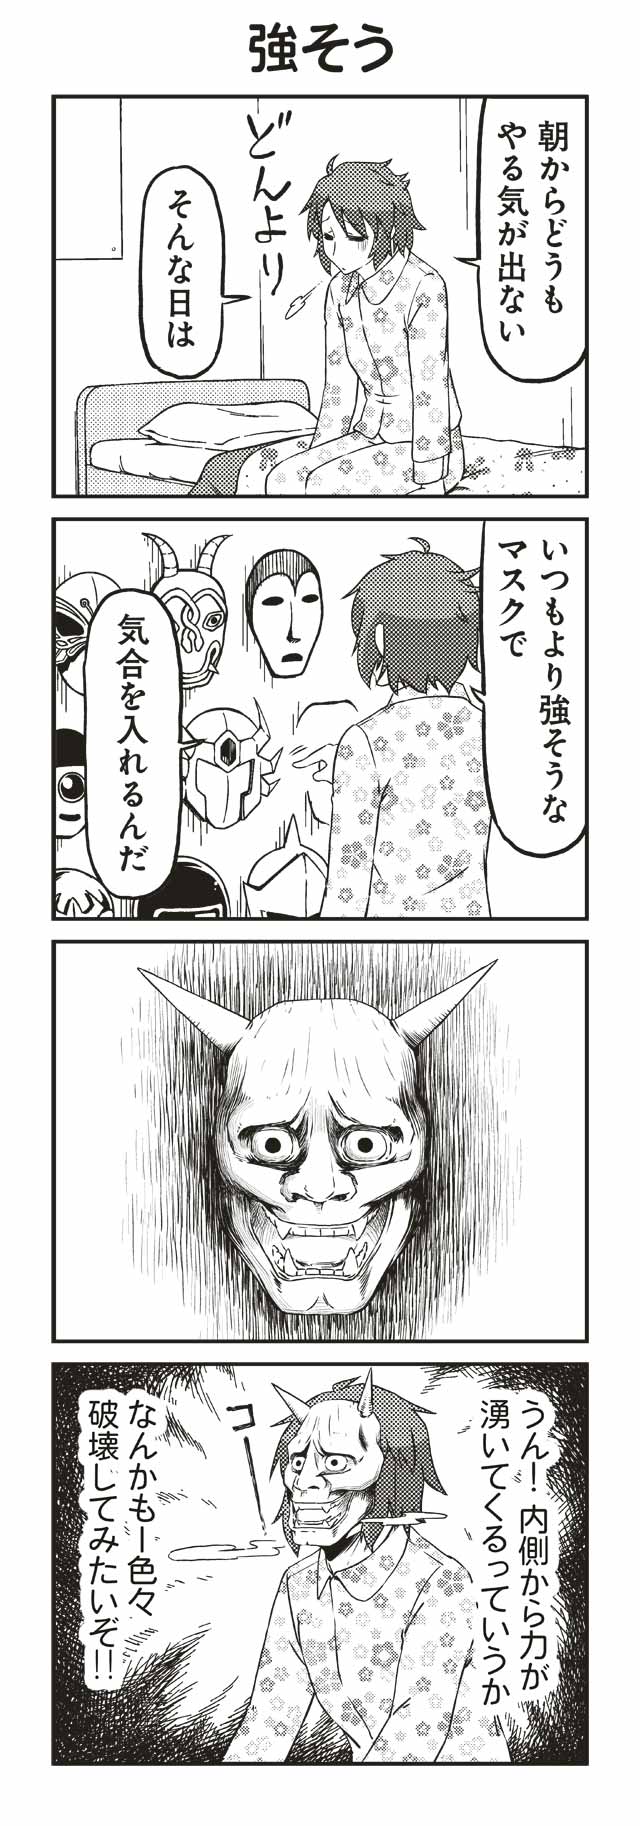 強そう
朝からどうも
やる気が出ない
どんより
そんな日は
いつもより強そうな
マスクで
気合を入れるんだ
うん！内側から力が
湧いてくるっていうか
コー
なんかもー色々
破壊してみたいぞ!!